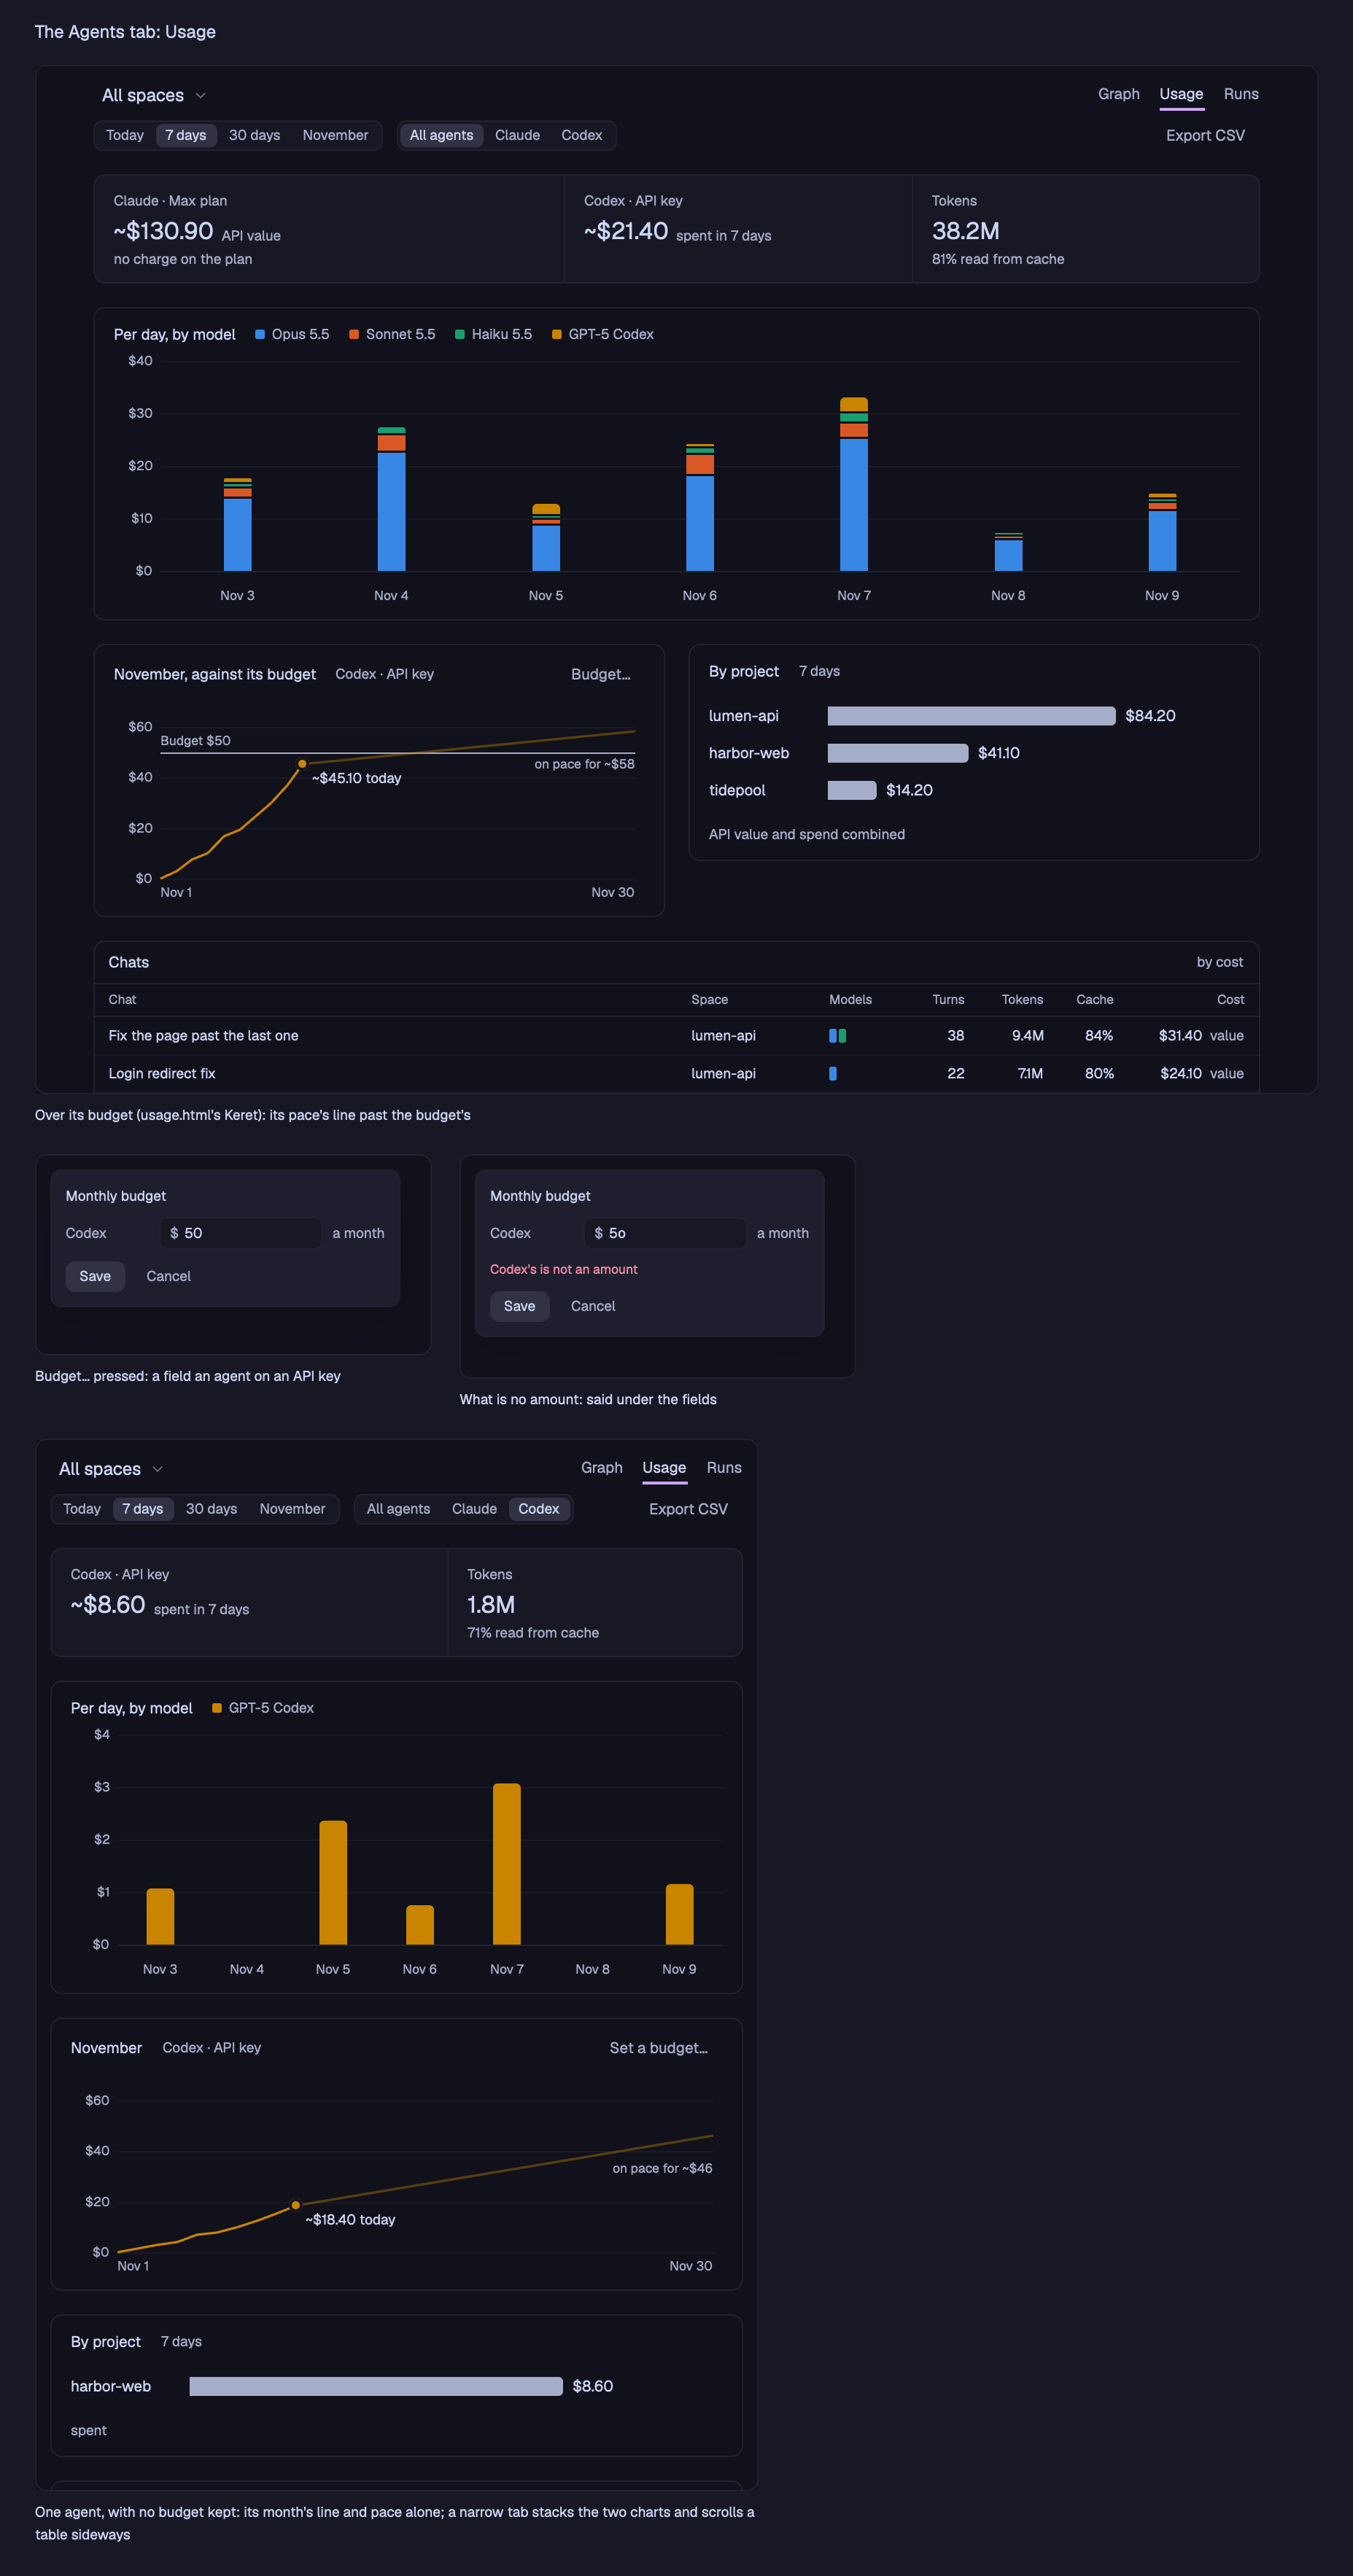 The Agents tab: Usage
All spaces
Graph Usage Runs
Today 7 days 30 days November All agents Claude Codex Export CSV
Claude · Max plan
~$130.90 API value
no charge on the plan
Codex · API key
~$21.40 spent in 7 days
Tokens
38.2M
81% read from cache
Per day, by model Opus 5.5 Sonnet 5.5 Haiku 5.5 GPT-5 Codex
$40
$30
$20
$10
$0
Nov 3 Nov 4 Nov 5 Nov 6 Nov 7 Nov 8 Nov 9
November, against its budget Codex · API key Budget...
$60
Budget $50
on pace for ~$58
$40
~$45.10 today
$20
$0
Nov 1 Nov 30
By project 7 days
lumen-api $84.20
harbor-web $41.10
tidepool $14.20
API value and spend combined
Chats by cost
Chat Space Models Turns Tokens Cache Cost
Fix the page past the last one lumen-api 38 9.4M 84% $31.40 value
Login redirect fix lumen-api 22 7.1M 80% $24.10 value
Over its budget (usage.html's Keret): its pace's line past the budget's
Monthly budget
Codex $ 50 a month
Save Cancel
Budget... pressed: a field an agent on an API key
Monthly budget
Codex $ 5o a month
Codex's is not an amount
Save Cancel
What is no amount: said under the fields
All spaces
Graph Usage Runs
Today 7 days 30 days November All agents Claude Codex Export CSV
Codex · API key
~$8.60 spent in 7 days
Tokens
1.8M
71% read from cache
Per day, by model GPT-5 Codex
$4
$3
$2
$1
$0
Nov 3 Nov 4 Nov 5 Nov 6 Nov 7 Nov 8 Nov 9
November Codex · API key Set a budget...
$60
$40
on pace for ~$46
$20
~$18.40 today
$0
Nov 1 Nov 30
By project 7 days
harbor-web $8.60
spent
One agent, with no budget kept: its month's line and pace alone; a narrow tab stacks the two charts and scrolls a
table sideways